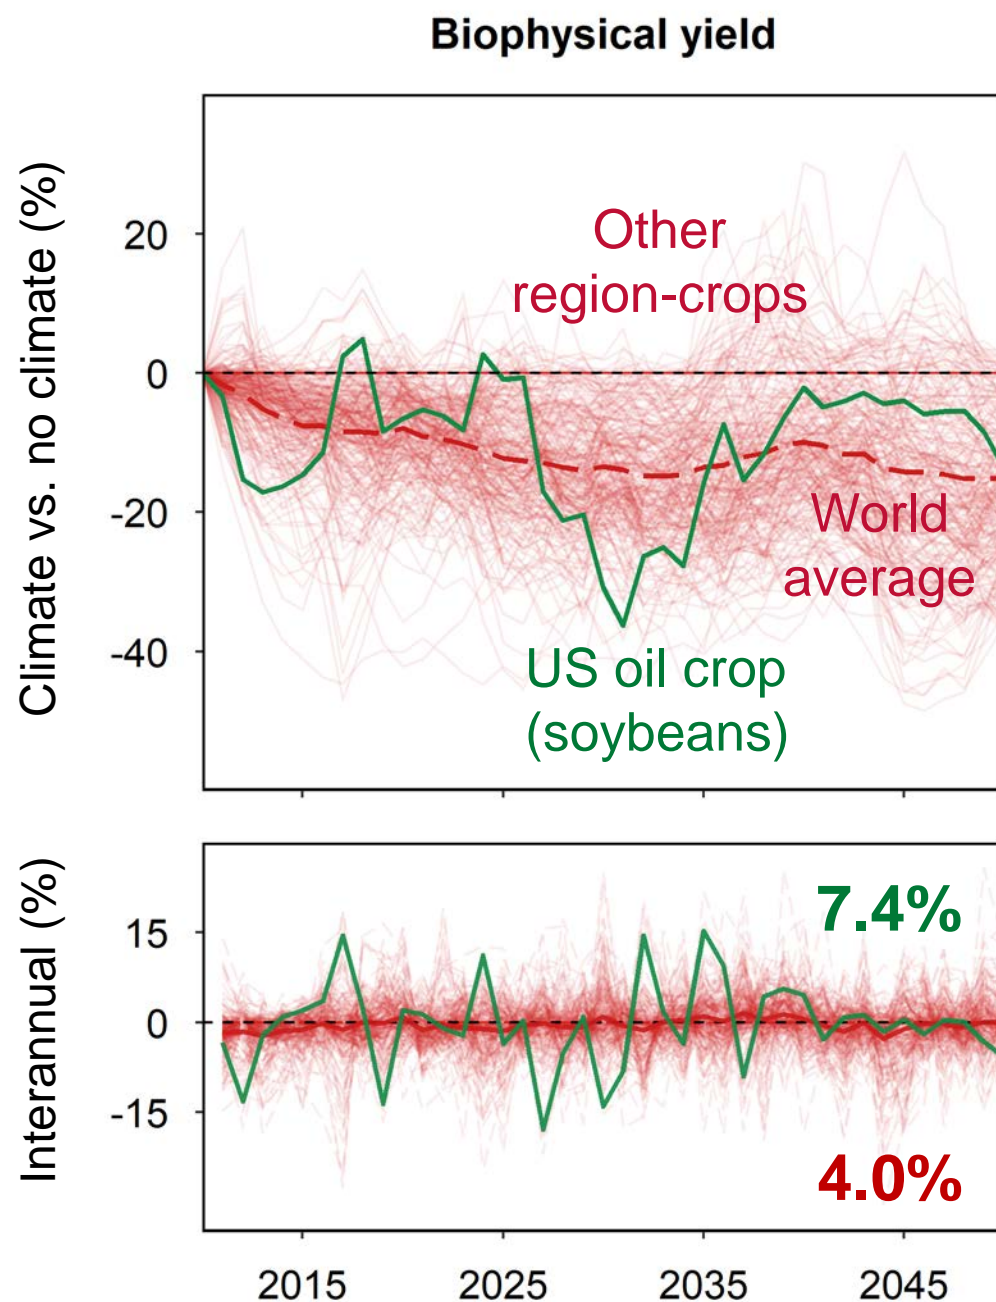 Biophysical yield
Climate vs. no climate (%)
20
0
-20
-40
Other
region-crops
World
average
US oil crop
(soybeans)
Interannual (%)
15
0
-15
7.4%
4.0%
2015
2025
2035
2045